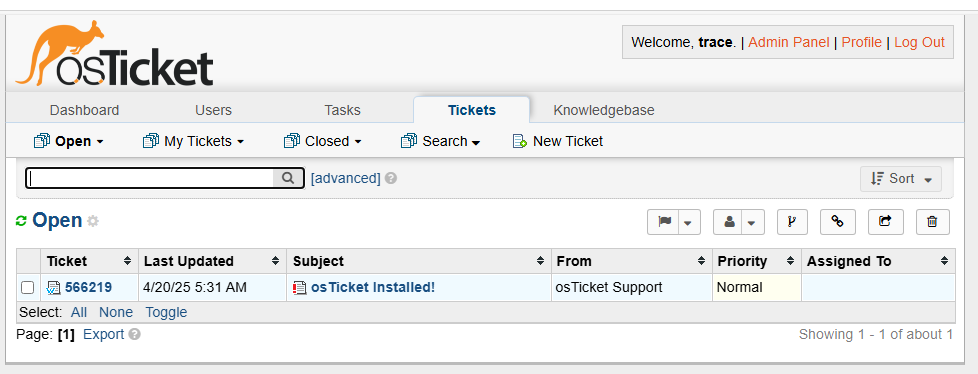 osTicket
Welcome, trace. | Admin Panel | Profile | Log Out
Dashboard Users Tasks Tickets Knowledgebase
Open My Tickets Closed Search New Ticket
[advanced] Sort
Open
Ticket Last Updated Subject From Priority Assigned To
566219 4/20/25 5:31 AM osTicket Installed! osTicket Support Normal
Select: All None Toggle
Page: [1] Export Showing 1 - 1 of about 1